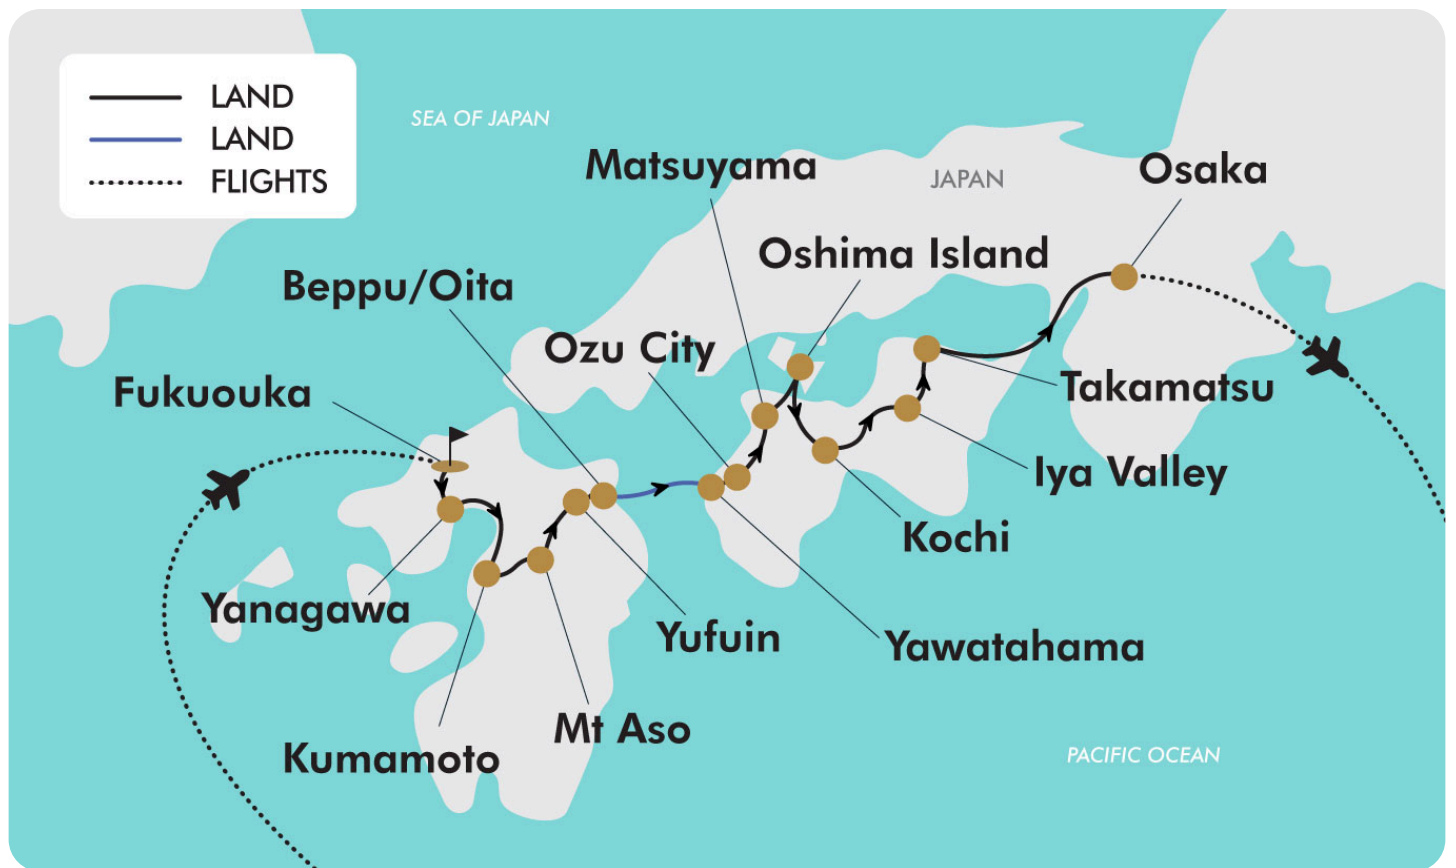 LAND
LAND
FLIGHTS
SEA OF JAPAN
Matsuyama
JAPAN
Osaka
Oshima Island
Beppu/Oita
Ozu City
Fukuouka
Takamatsu
Iya Valley
Kochi
Yanagawa
Yufuin
Yawatahama
Mt Aso
Kumamoto
PACIFIC OCEAN